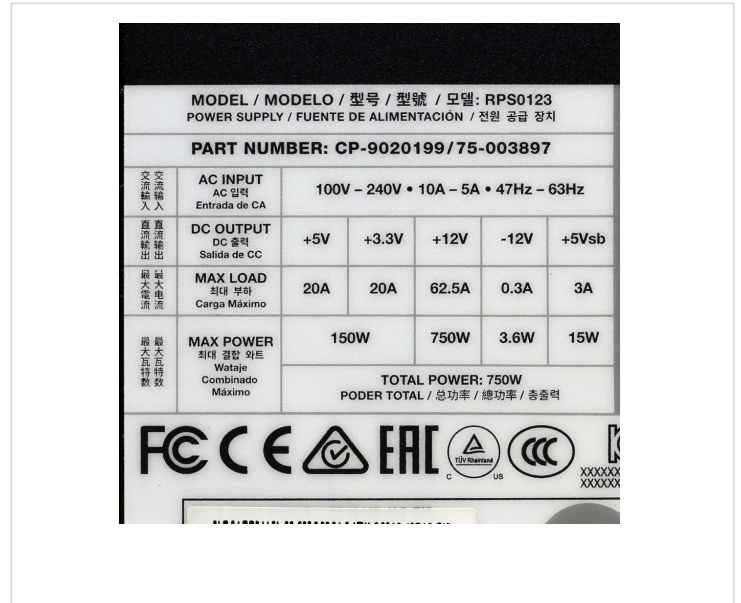 MODEL / MODELO / 型号 / 型號 / 모델: RPS0123
POWER SUPPLY / FUENTE DE ALIMENTACIÓN / 전원 공급 장치
PART NUMBER: CP-9020199/75-003897
交流輸入
交流输入
AC INPUT
AC 입력
Entrada de CA
100V – 240V • 10A – 5A • 47Hz – 63Hz
直流輸出
直流输出
DC OUTPUT
DC 출력
Salida de CC
+5V +3.3V +12V -12V +5Vsb
最大電流
最大电流
MAX LOAD
최대 부하
Carga Máximo
20A 20A 62.5A 0.3A 3A
最大瓦特數
最大瓦特数
MAX POWER
최대 결합 와트
Wataje
Combinado
Máximo
150W 750W 3.6W 15W
TOTAL POWER: 750W
PODER TOTAL / 总功率 / 總功率 / 총출력
FC CE EAC TÜV Rheinland CCC
C US
XXXXXX
XXXXXX